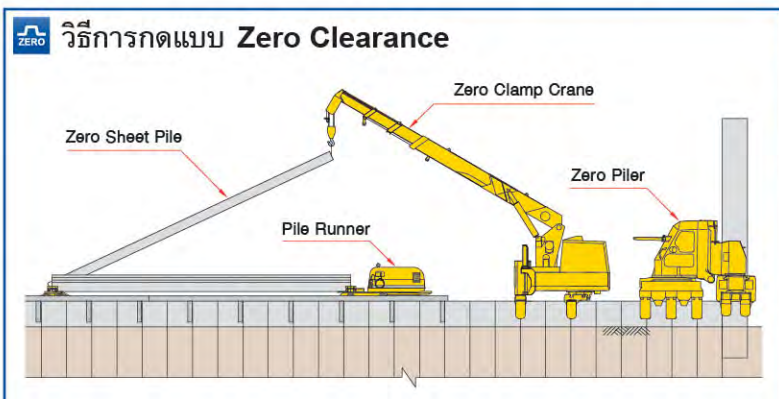 ZERO วิธีการกดแบบ Zero Clearance
Zero Clamp Crane
Zero Sheet Pile
Zero Piler
Pile Runner